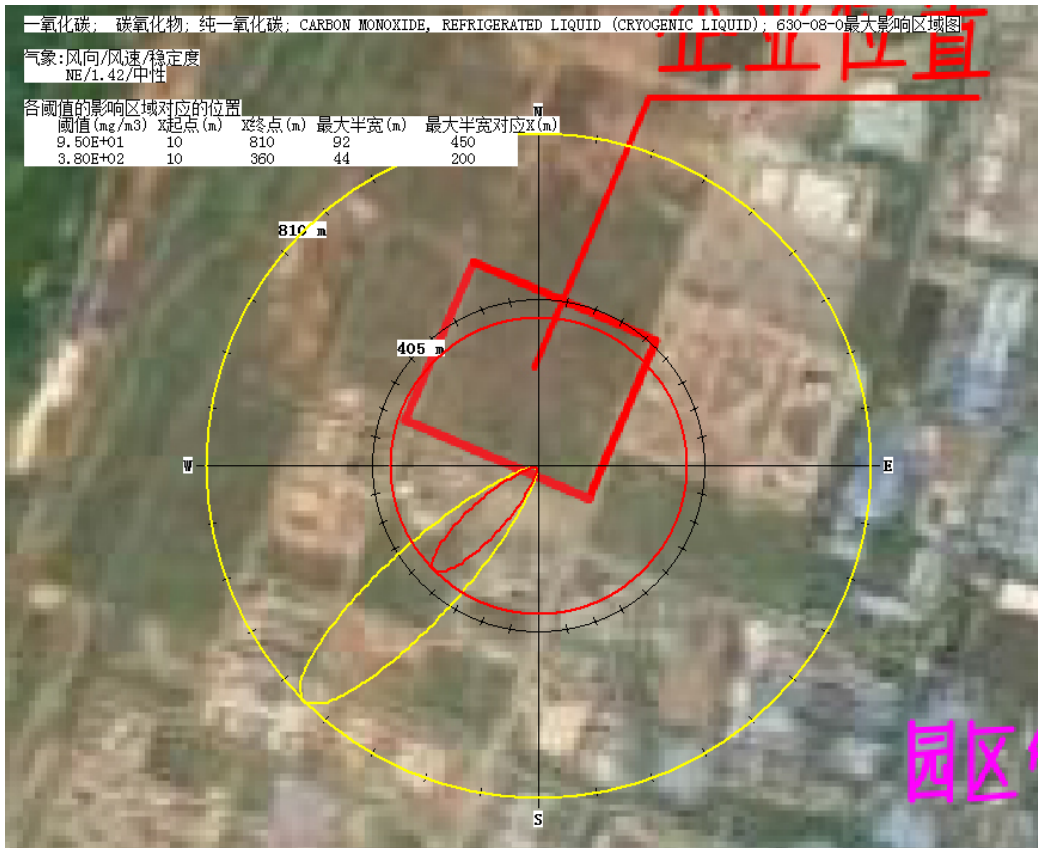 一氧化碳; 碳氧化物; 纯一氧化碳; CARBON MONOXIDE, REFRIGERATED LIQUID (CRYOGENIC LIQUID); 630-08-0最大影响区域图
企业位置
气象:风向/风速/稳定度
NE/1.42/中性
各阈值的影响区域对应的位置
阈值(mg/m3) X起点(m) X终点(m) 最大半宽(m) 最大半宽对应X(m)
9.50E+01 10 810 92 450
3.80E+02 10 360 44 200
N
810 m
405 m
W
E
园区
S